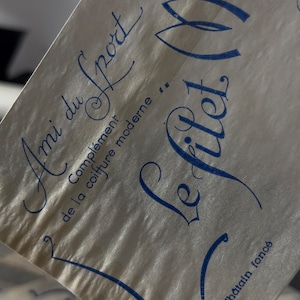 Ami du Sport
Complément
de la coiffure moderne
Le filet
châtain foncé